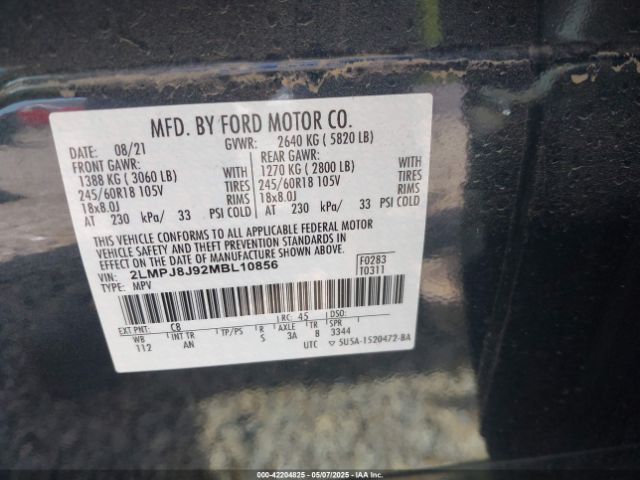 MFD. BY FORD MOTOR CO.
DATE: 08/21 GVWR: 2640 KG ( 5820 LB)
FRONT GAWR: REAR GAWR:
1388 KG ( 3060 LB) WITH 1270 KG ( 2800 LB) WITH
245/60R18 105V TIRES 245/60R18 105V TIRES
18x8.0J RIMS 18x8.0J RIMS
AT 230 kPa/ 33 PSI COLD AT 230 kPa/ 33 PSI COLD
THIS VEHICLE CONFORMS TO ALL APPLICABLE FEDERAL MOTOR
VEHICLE SAFETY AND THEFT PREVENTION STANDARDS IN
EFFECT ON THE DATE OF MANUFACTURE SHOWN ABOVE.
VIN: 2LMPJ8J92MBL10856 F0283
TYPE: MPV T0311
EXT PNT: C8 RC: 45 DSO:
WB INT TR TP/PS R AXLE TR SPR
112 AN S 3A 8 3344
UTC ▽ 5U5A-1520472-BA
000-42204825 - 05/07/2025 - IAAI.COM